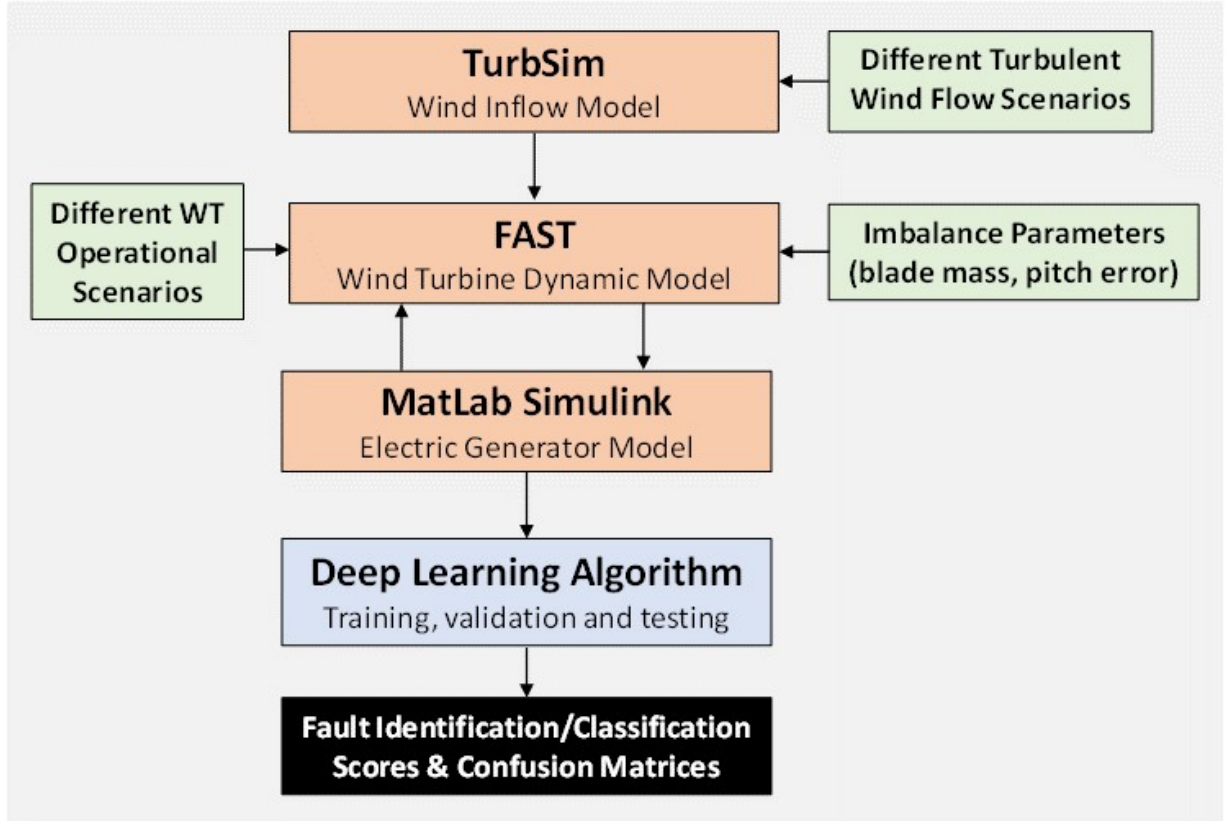 TurbSim
Wind Inflow Model
Different Turbulent
Wind Flow Scenarios
Different WT
Operational
Scenarios
FAST
Wind Turbine Dynamic Model
Imbalance Parameters
(blade mass, pitch error)
MatLab Simulink
Electric Generator Model
Deep Learning Algorithm
Training, validation and testing
Fault Identification/Classification
Scores & Confusion Matrices